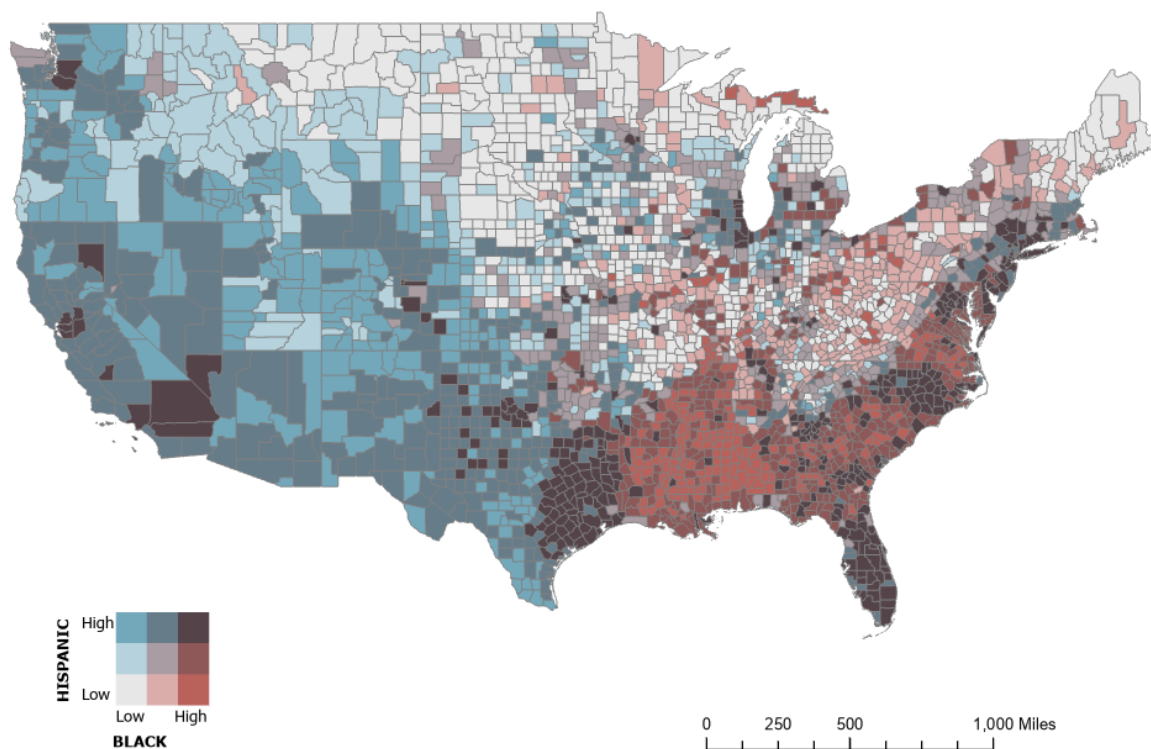 High
HISPANIC
Low
Low High
BLACK
0 250 500 1,000 Miles